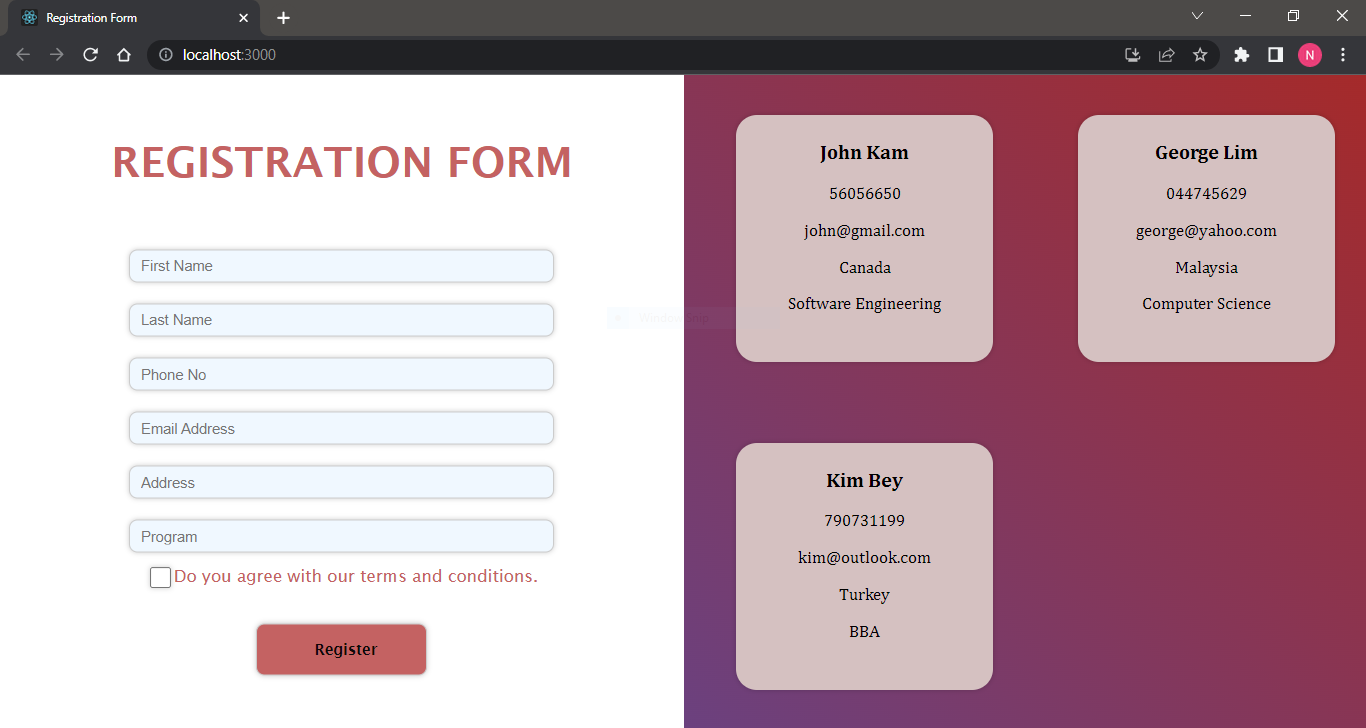 Registration Form
localhost:3000
N
REGISTRATION FORM
First Name
Last Name
Phone No
Email Address
Address
Program
Do you agree with our terms and conditions.
Register
John Kam
56056650
john@gmail.com
Canada
Software Engineering
George Lim
044745629
george@yahoo.com
Malaysia
Computer Science
Kim Bey
790731199
kim@outlook.com
Turkey
BBA